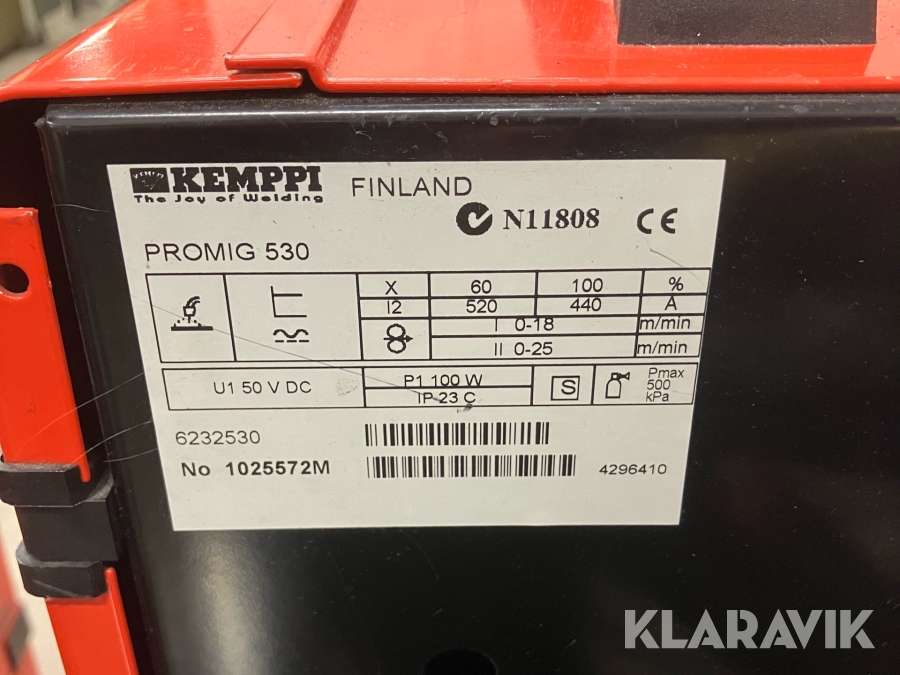 KEMPPI FINLAND
The Joy of Welding
N11808 CE
PROMIG 530
X 60 100 %
I2 520 440 A
I 0-18 m/min
II 0-25 m/min
U1 50 V DC P1 100 W S Pmax 500 kPa
IP 23 C
6232530
No 1025572M 4296410
KLARAVIK